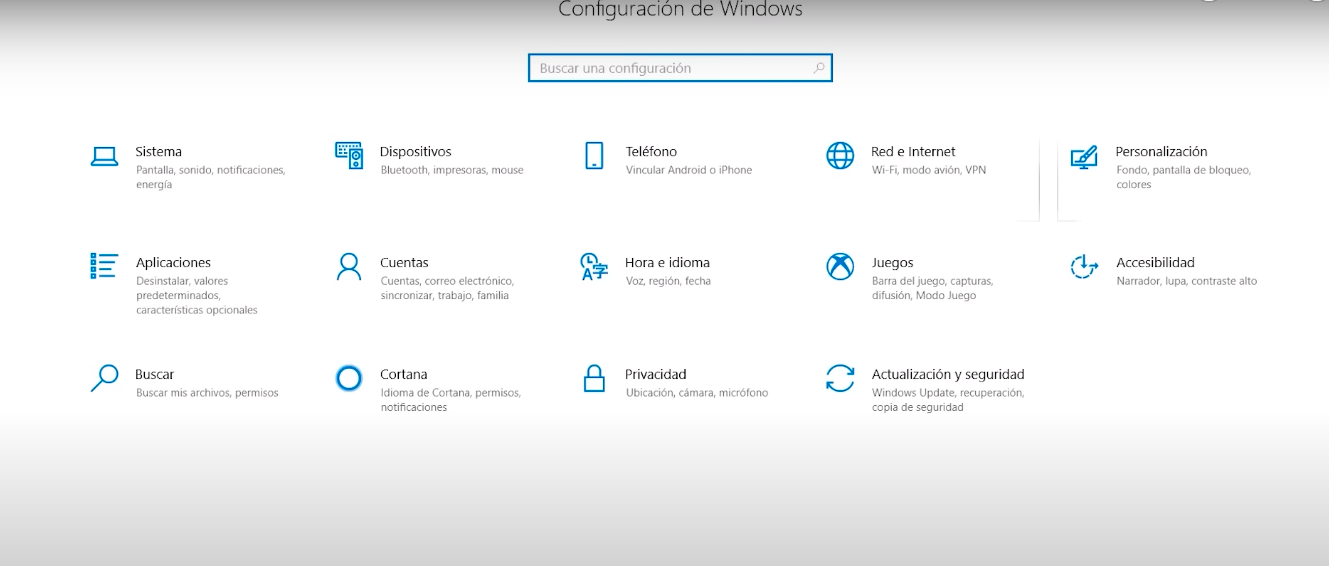 Configuración de Windows
Buscar una configuración
Sistema
Pantalla, sonido, notificaciones,
energía
Dispositivos
Bluetooth, impresoras, mouse
Teléfono
Vincular Android o iPhone
Red e Internet
Wi-Fi, modo avión, VPN
Personalización
Fondo, pantalla de bloqueo,
colores
Aplicaciones
Desinstalar, valores
predeterminados,
características opcionales
Cuentas
Cuentas, correo electrónico,
sincronizar, trabajo, familia
Hora e idioma
Voz, región, fecha
Juegos
Barra del juego, capturas,
difusión, Modo Juego
Accesibilidad
Narrador, lupa, contraste alto
Buscar
Buscar mis archivos, permisos
Cortana
Idioma de Cortana, permisos,
notificaciones
Privacidad
Ubicación, cámara, micrófono
Actualización y seguridad
Windows Update, recuperación,
copia de seguridad